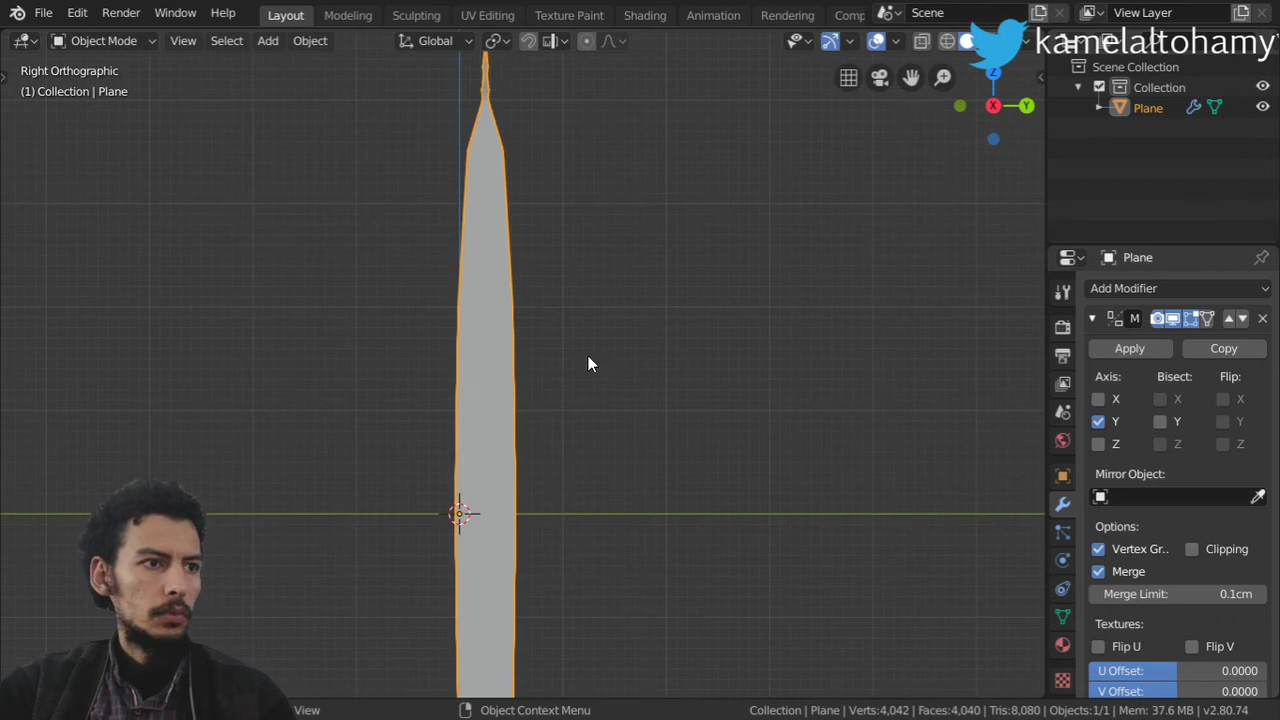 File Edit Render Window Help Layout Modeling Sculpting UV Editing Texture Paint Shading Animation Rendering Scene View Layer
Object Mode View Select Add Object Global
kamelaltohamy
Right Orthographic
(1) Collection | Plane
Z
X
Y
Scene Collection
Collection
Plane
Plane
Add Modifier
M
Apply Copy
Axis: Bisect: Flip:
X X X
Y Y Y
Z Z Z
Mirror Object:
Options:
Vertex Gr.. Clipping
Merge
Merge Limit: 0.1cm
Textures:
Flip U Flip V
U Offset: 0.0000
V Offset: 0.0000
View Object Context Menu Collection | Plane | Verts:4,042 | Faces:4,040 | Tris:8,080 | Objects:1/1 | Mem: 37.6 MB | v2.80.74